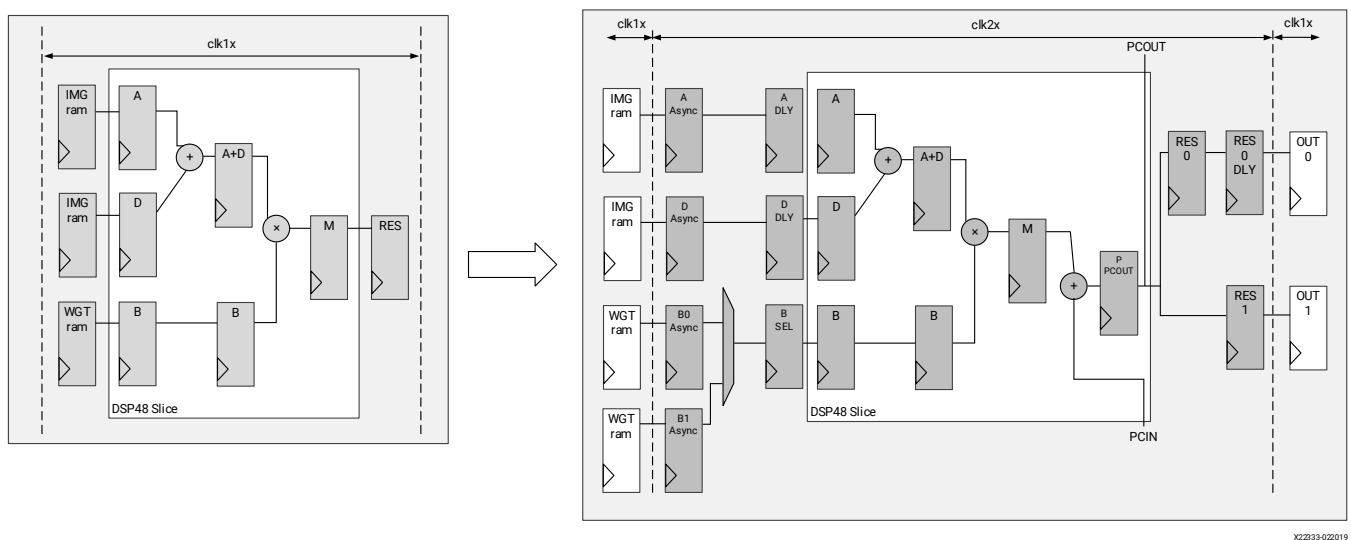 clk1x
IMG
ram
A
A+D
+
IMG
ram
D
×
M
RES
WGT
ram
B
B
DSP48 Slice
clk1x
clk2x
clk1x
PCOUT
IMG
ram
A
Async
A
DLY
A
+
A+D
RES
0
RES
0
DLY
OUT
0
IMG
ram
D
Async
D
DLY
D
×
M
P
PCOUT
+
WGT
ram
B0
Async
B
SEL
B
B
RES
1
OUT
1
WGT
ram
B1
Async
DSP48 Slice
PCIN
X22333-022019